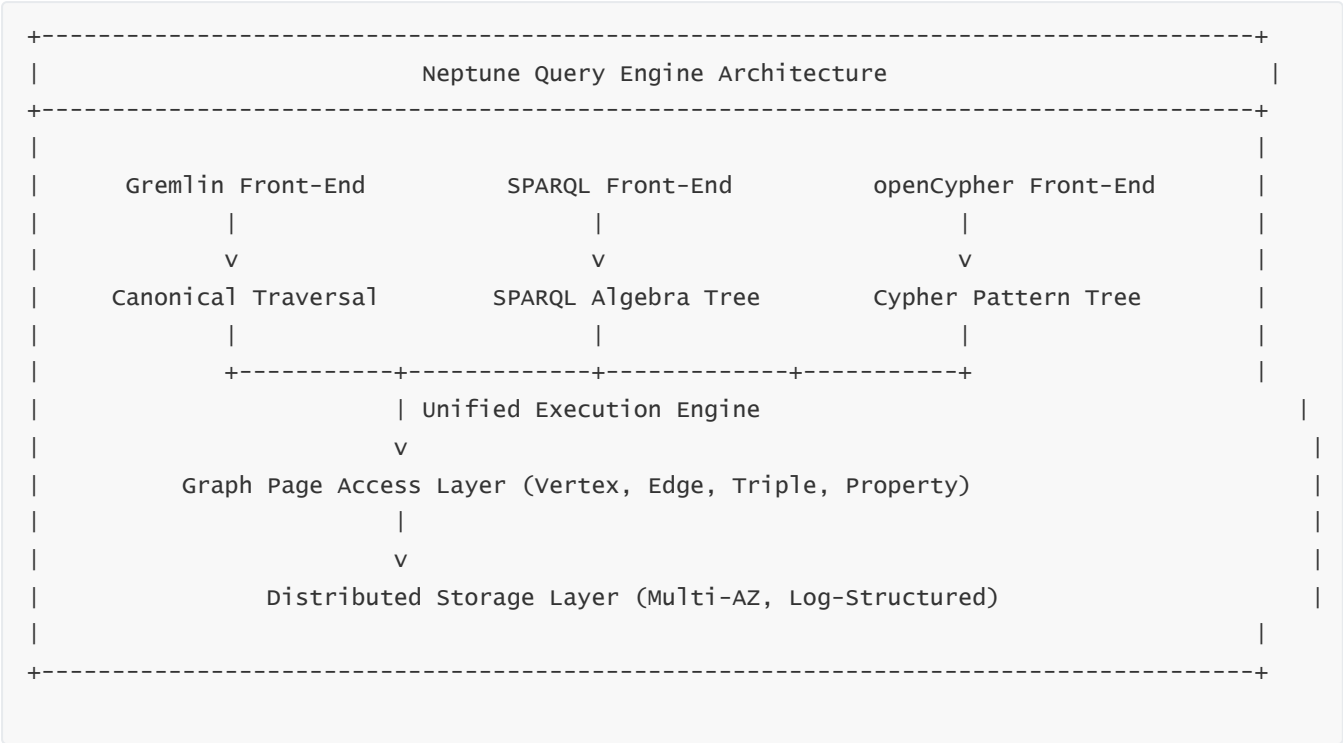 +--------------------------------------------------------------------------------------+
|                           Neptune Query Engine Architecture                           |
+--------------------------------------------------------------------------------------+
|                                                                                      |
|      Gremlin Front-End          SPARQL Front-End          openCypher Front-End       |
|             |                         |                         |                    |
|             v                         v                         v                    |
|     Canonical Traversal        SPARQL Algebra Tree        Cypher Pattern Tree        |
|             |                         |                         |                    |
|             +-----------+-------------+-------------+-----------+                    |
|                         | Unified Execution Engine                                      |
|                         v                                                                |
|          Graph Page Access Layer (Vertex, Edge, Triple, Property)                        |
|                         |                                                                |
|                         v                                                                |
|                Distributed Storage Layer (Multi-AZ, Log-Structured)                      |
|                                                                                      |
+--------------------------------------------------------------------------------------+